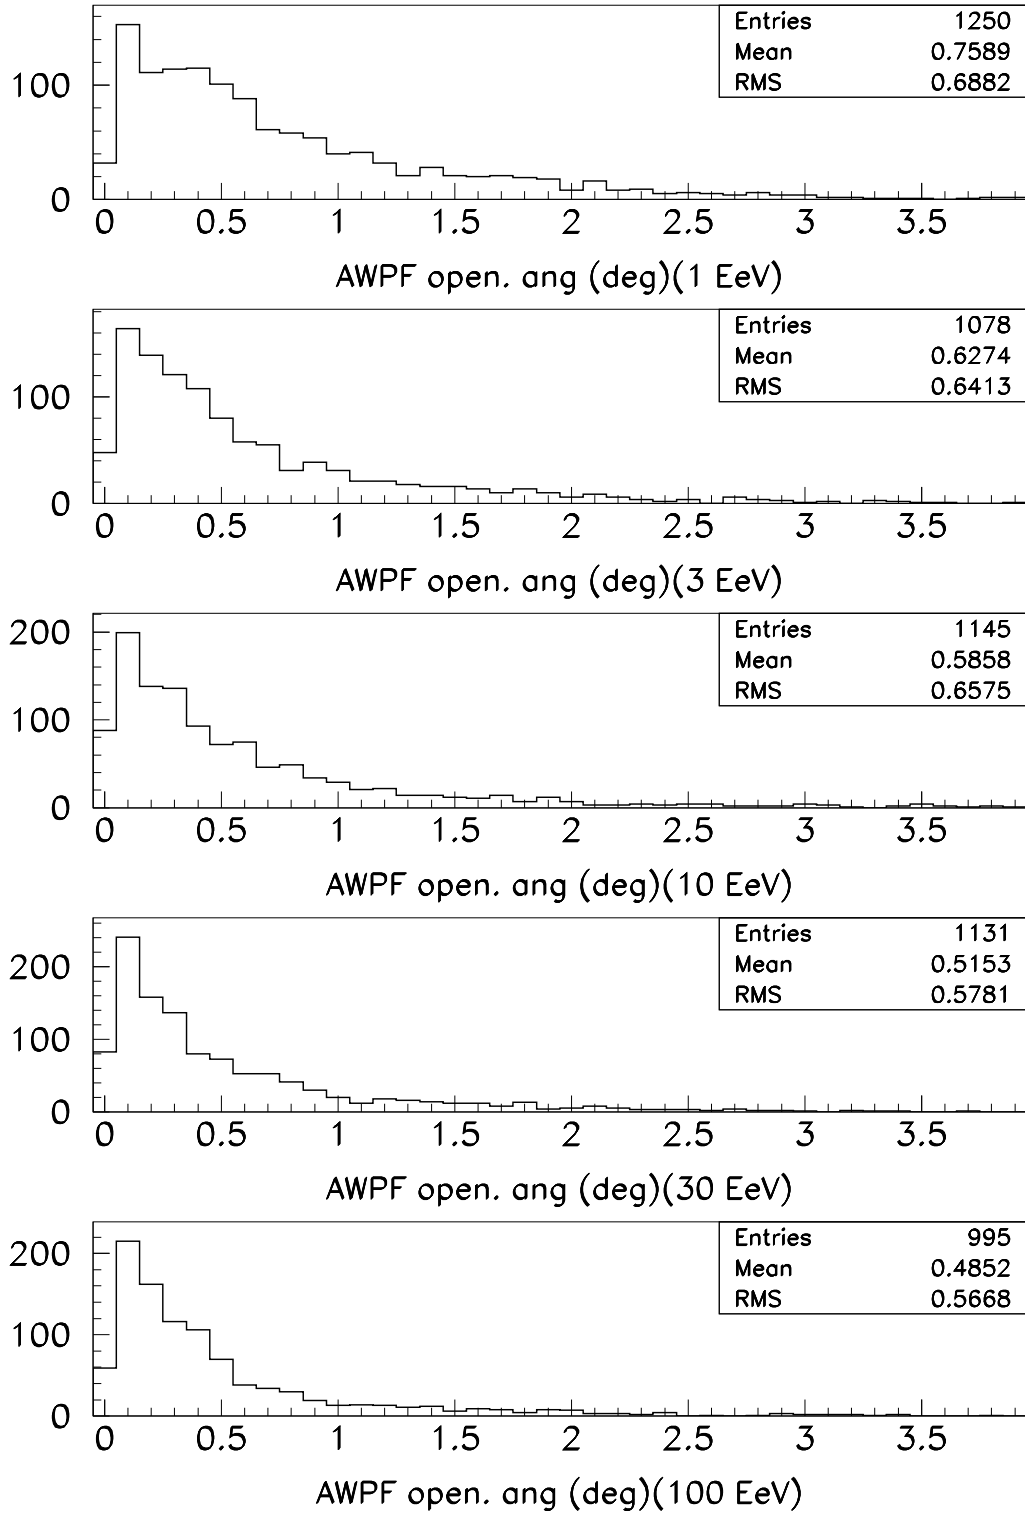 Entries 1250
Mean 0.7589
RMS 0.6882
100
0
0 0.5 1 1.5 2 2.5 3 3.5
AWPF open. ang (deg)(1 EeV)
Entries 1078
Mean 0.6274
RMS 0.6413
100
0
0 0.5 1 1.5 2 2.5 3 3.5
AWPF open. ang (deg)(3 EeV)
Entries 1145
Mean 0.5858
RMS 0.6575
200
100
0
0 0.5 1 1.5 2 2.5 3 3.5
AWPF open. ang (deg)(10 EeV)
Entries 1131
Mean 0.5153
RMS 0.5781
200
100
0
0 0.5 1 1.5 2 2.5 3 3.5
AWPF open. ang (deg)(30 EeV)
Entries 995
Mean 0.4852
RMS 0.5668
200
100
0
0 0.5 1 1.5 2 2.5 3 3.5
AWPF open. ang (deg)(100 EeV)